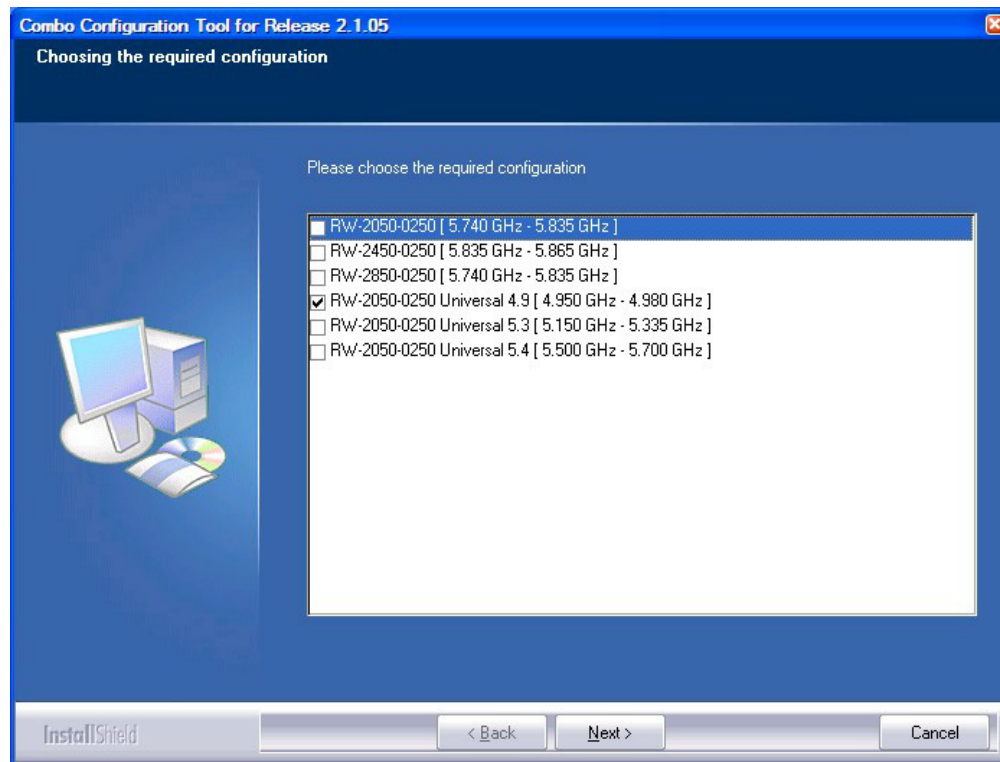 Combo Configuration Tool for Release 2.1.05
Choosing the required configuration
Please choose the required configuration
RW-2050-0250 [ 5.740 GHz - 5.835 GHz ]
RW-2450-0250 [ 5.835 GHz - 5.865 GHz ]
RW-2850-0250 [ 5.740 GHz - 5.835 GHz ]
RW-2050-0250 Universal 4.9 [ 4.950 GHz - 4.980 GHz ]
RW-2050-0250 Universal 5.3 [ 5.150 GHz - 5.335 GHz ]
RW-2050-0250 Universal 5.4 [ 5.500 GHz - 5.700 GHz ]
InstallShield
< Back
Next >
Cancel